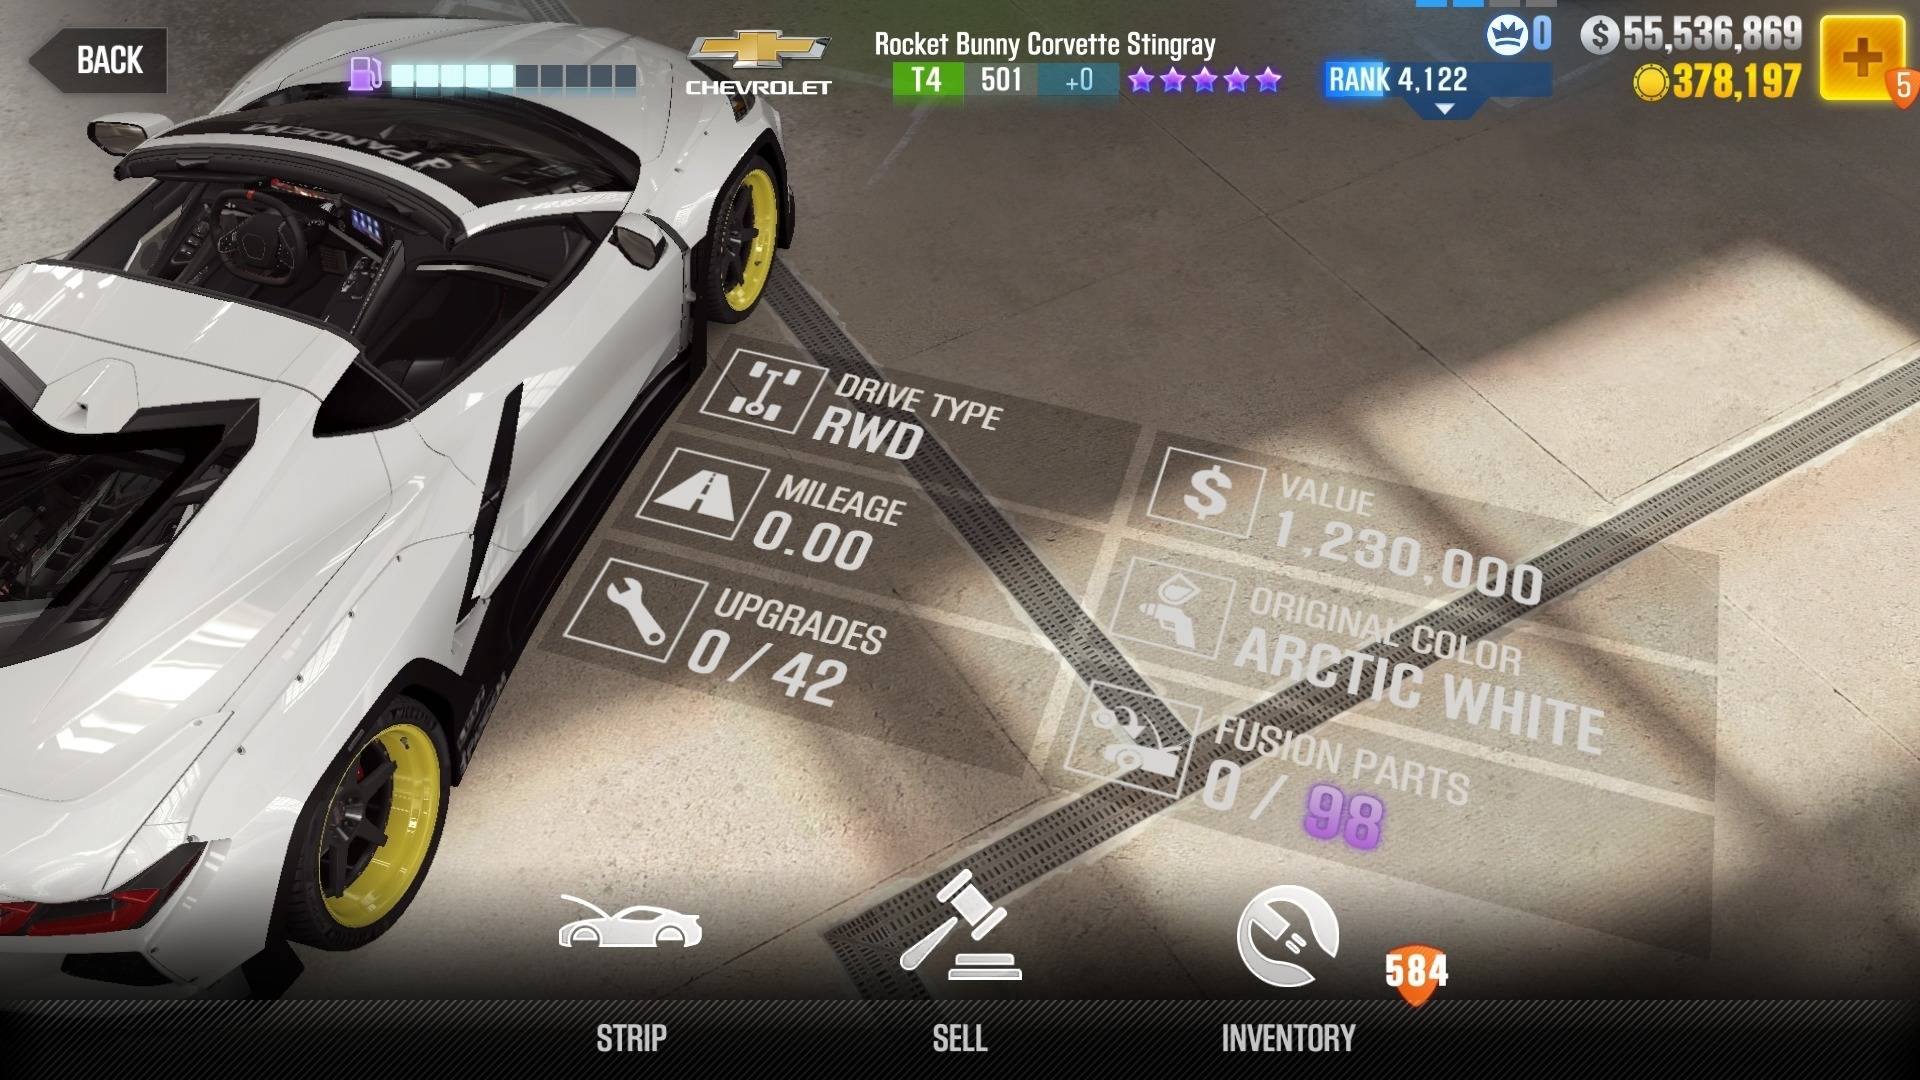 BACK
CHEVROLET
Rocket Bunny Corvette Stingray
T4 501 +0
RANK 4,122
0
$ 55,536,869
378,197
+
5
PANDEM
DRIVE TYPE
RWD
MILEAGE
0.00
UPGRADES
0 / 42
$ VALUE
1,230,000
ORIGINAL COLOR
ARCTIC WHITE
FUSION PARTS
0 / 98
STRIP
SELL
INVENTORY
584